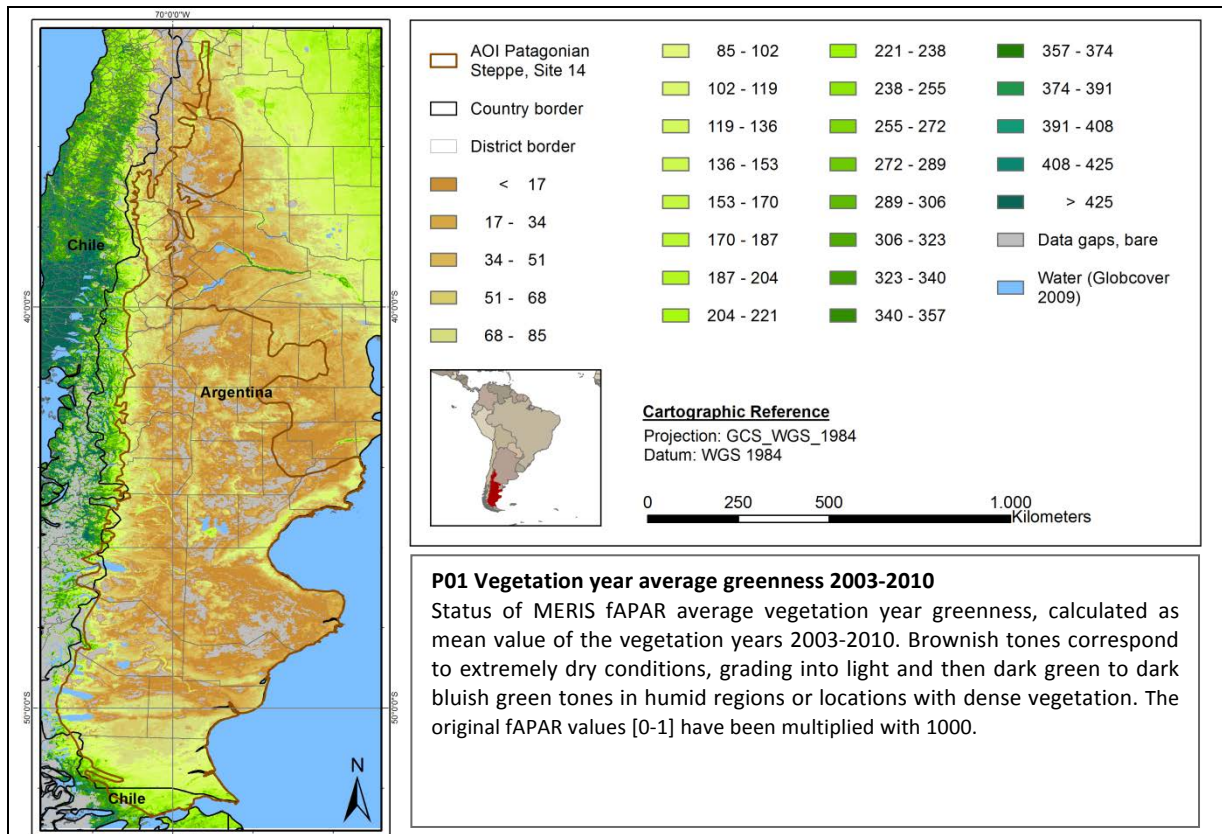 70°0'0"W
40°0'0"S
50°0'0"S
40°0'0"S
50°0'0"S
Chile
Argentina
Chile
N
AOI Patagonian
Steppe, Site 14
Country border
District border
< 17
17 - 34
34 - 51
51 - 68
68 - 85
85 - 102
102 - 119
119 - 136
136 - 153
153 - 170
170 - 187
187 - 204
204 - 221
221 - 238
238 - 255
255 - 272
272 - 289
289 - 306
306 - 323
323 - 340
340 - 357
357 - 374
374 - 391
391 - 408
408 - 425
> 425
Data gaps, bare
Water (Globcover
2009)
Cartographic Reference
Projection: GCS_WGS_1984
Datum: WGS 1984
0 250 500 1.000
Kilometers
P01 Vegetation year average greenness 2003-2010
Status of MERIS fAPAR average vegetation year greenness, calculated as
mean value of the vegetation years 2003-2010. Brownish tones correspond
to extremely dry conditions, grading into light and then dark green to dark
bluish green tones in humid regions or locations with dense vegetation. The
original fAPAR values [0-1] have been multiplied with 1000.